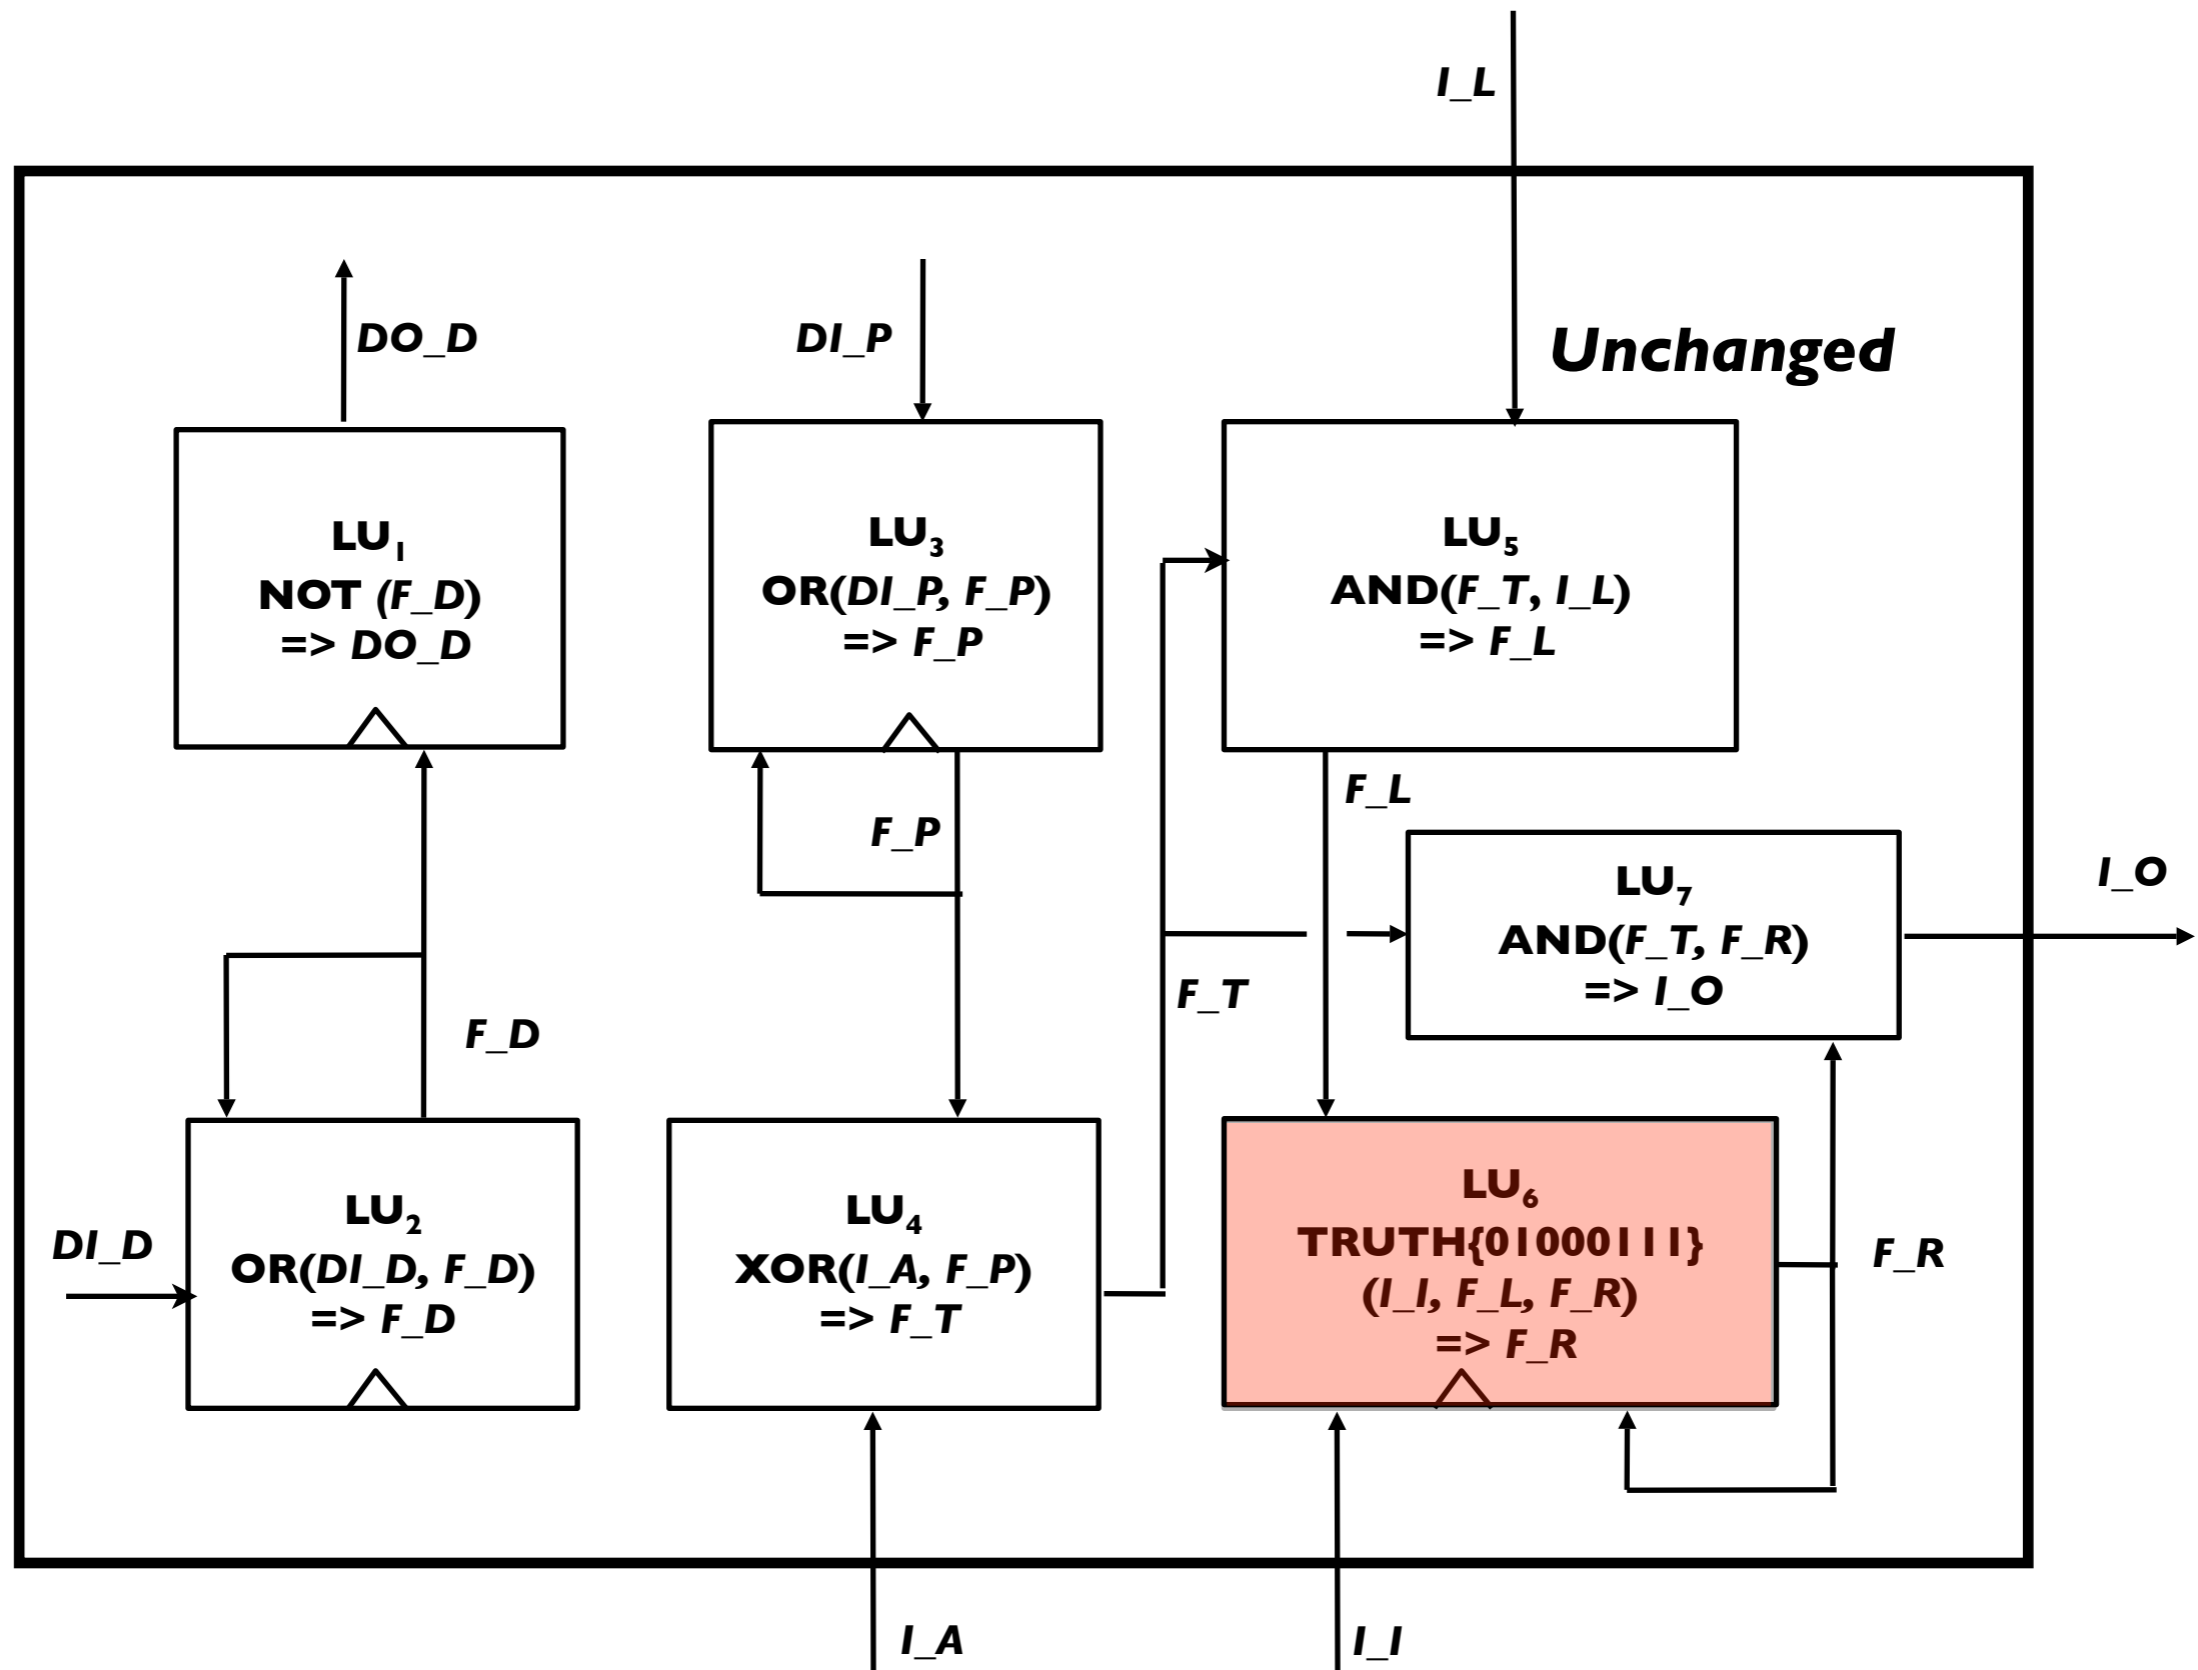 I_L
DO_D
DI_P
Unchanged
LU1
NOT (F_D)
=> DO_D
LU3
OR(DI_P, F_P)
=> F_P
LU5
AND(F_T, I_L)
=> F_L
F_L
F_P
LU7
AND(F_T, F_R)
=> I_O
I_O
F_T
F_D
DI_D
LU2
OR(DI_D, F_D)
=> F_D
LU4
XOR(I_A, F_P)
=> F_T
LU6
TRUTH{01000111}
(I_I, F_L, F_R)
=> F_R
F_R
I_A
I_I